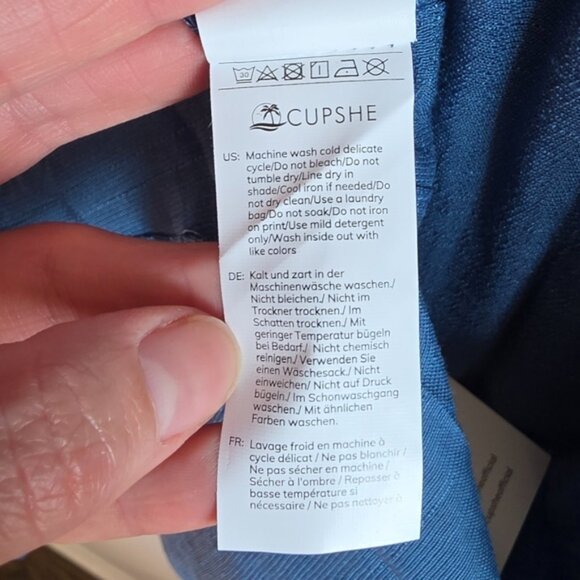 30
CUPSHE
US: Machine wash cold delicate
cycle/Do not bleach/Do not
tumble dry/Line dry in
shade/Cool iron if needed/Do
not dry clean/Use a laundry
bag/Do not soak/Do not iron
on print/Use mild detergent
only/Wash inside out with
like colors
DE: Kalt und zart in der
Maschinenwäsche waschen./
Nicht bleichen./ Nicht im
Trockner trocknen./ Im
Schatten trocknen./ Mit
geringer Temperatur bügeln
bei Bedarf./ Nicht chemisch
reinigen./ Verwenden Sie
einen Wäschesack./ Nicht
einweichen/ Nicht auf Druck
bügeln./ Im Schonwaschgang
waschen./ Mit ähnlichen
Farben waschen.
FR: Lavage froid en machine à
cycle délicat / Ne pas blanchir /
Ne pas sécher en machine /
Sécher à l'ombre / Repasser à
basse température si
nécessaire / Ne pas nettoyer à